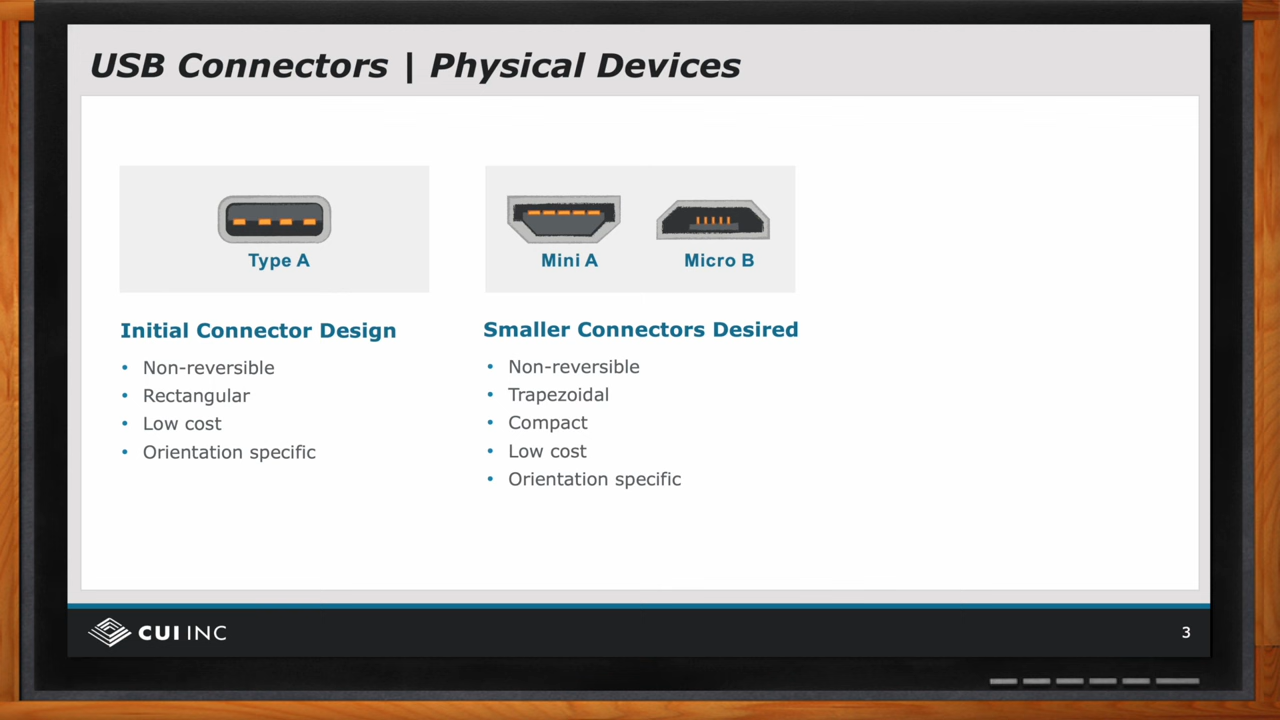 USB Connectors | Physical Devices
Type A
Mini A
Micro B
Initial Connector Design
• Non-reversible
• Rectangular
• Low cost
• Orientation specific
Smaller Connectors Desired
• Non-reversible
• Trapezoidal
• Compact
• Low cost
• Orientation specific
CUI INC
3